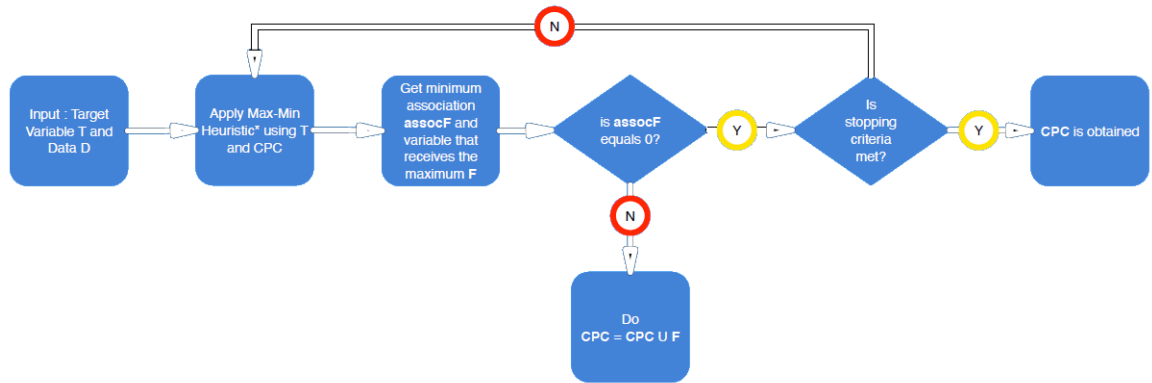 N
Input : Target
Variable T and
Data D
Apply Max-Min
Heuristic* using T
and CPC
Get minimum
association
assocF and
variable that
receives the
maximum F
is assocF
equals 0?
Y
Is
stopping
criteria
met?
Y
CPC is obtained
N
Do
CPC = CPC U F